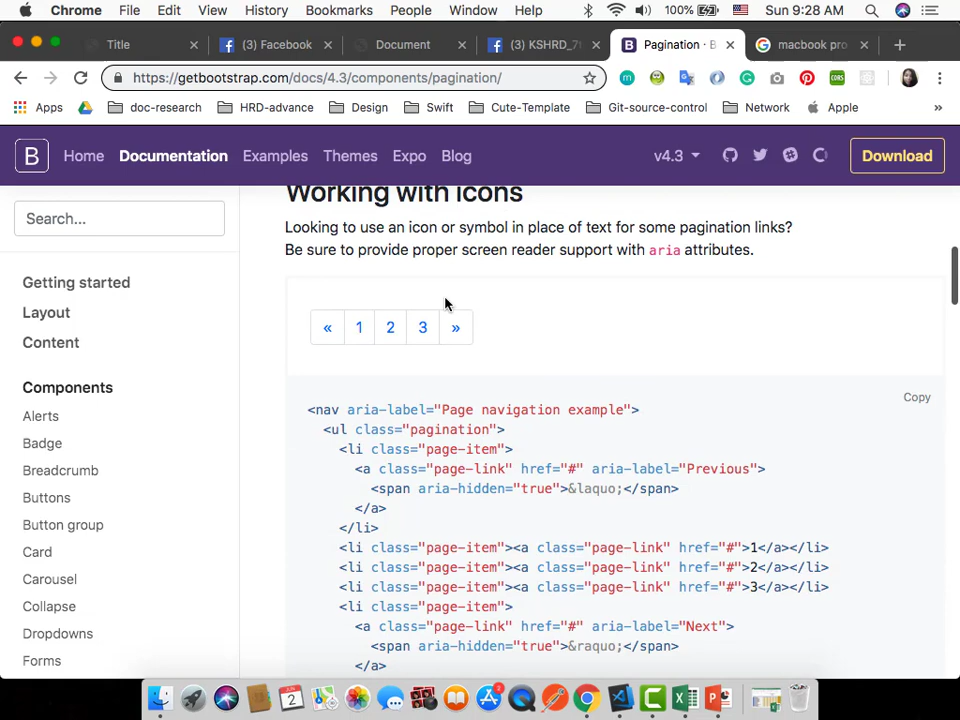 Chrome File Edit View History Bookmarks People Window Help 100% Sun 9:28 AM
Title (3) Facebook Document (3) KSHRD_7 Pagination · B macbook pro
https://getbootstrap.com/docs/4.3/components/pagination/
Apps doc-research HRD-advance Design Swift Cute-Template Git-source-control Network Apple »
B Home Documentation Examples Themes Expo Blog v4.3 Download
Search...
Getting started
Layout
Content
Components
Alerts
Badge
Breadcrumb
Buttons
Button group
Card
Carousel
Collapse
Dropdowns
Forms
Working with icons
Looking to use an icon or symbol in place of text for some pagination links?
Be sure to provide proper screen reader support with aria attributes.
« 1 2 3 »
Copy
<nav aria-label="Page navigation example">
<ul class="pagination">
<li class="page-item">
<a class="page-link" href="#" aria-label="Previous">
<span aria-hidden="true">&laquo;</span>
</a>
</li>
<li class="page-item"><a class="page-link" href="#">1</a></li>
<li class="page-item"><a class="page-link" href="#">2</a></li>
<li class="page-item"><a class="page-link" href="#">3</a></li>
<li class="page-item">
<a class="page-link" href="#" aria-label="Next">
<span aria-hidden="true">&raquo;</span>
</a>